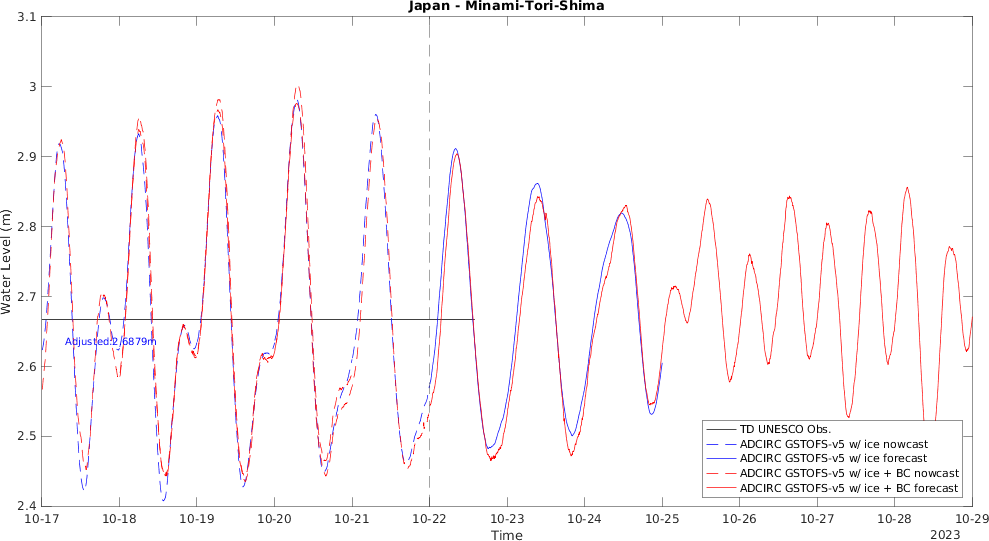 Japan - Minami-Tori-Shima
3.1
3
2.9
2.8
2.7
2.6
2.5
2.4
Water Level (m)
Adjusted:2.6879m
TD UNESCO Obs.
ADCIRC GSTOFS-v5 w/ ice nowcast
ADCIRC GSTOFS-v5 w/ ice forecast
ADCIRC GSTOFS-v5 w/ ice + BC nowcast
ADCIRC GSTOFS-v5 w/ ice + BC forecast
10-17 10-18 10-19 10-20 10-21 10-22 10-23 10-24 10-25 10-26 10-27 10-28 10-29
Time
2023